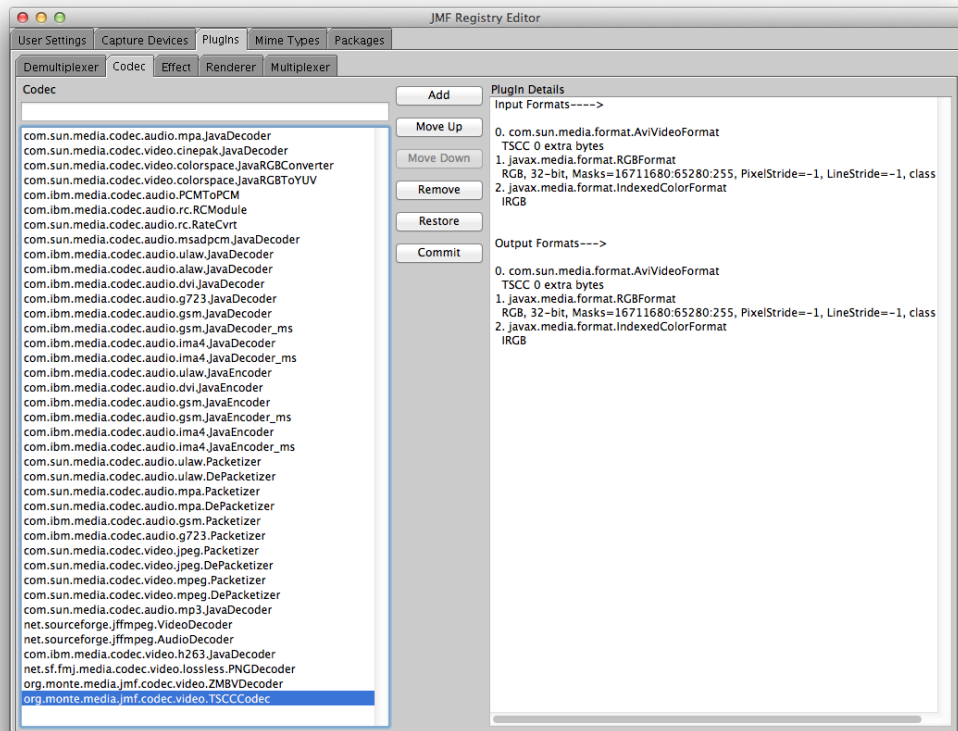 JMF Registry Editor
User Settings Capture Devices PlugIns Mime Types Packages
Demultiplexer Codec Effect Renderer Multiplexer
Codec
com.sun.media.codec.audio.mpa.JavaDecoder
com.sun.media.codec.video.cinepak.JavaDecoder
com.sun.media.codec.video.colorspace.JavaRGBConverter
com.sun.media.codec.video.colorspace.JavaRGBToYUV
com.ibm.media.codec.audio.PCMToPCM
com.ibm.media.codec.audio.rc.RCModule
com.sun.media.codec.audio.rc.RateCvrt
com.sun.media.codec.audio.msadpcm.JavaDecoder
com.ibm.media.codec.audio.ulaw.JavaDecoder
com.ibm.media.codec.audio.alaw.JavaDecoder
com.ibm.media.codec.audio.dvi.JavaDecoder
com.ibm.media.codec.audio.g723.JavaDecoder
com.ibm.media.codec.audio.gsm.JavaDecoder
com.ibm.media.codec.audio.gsm.JavaDecoder_ms
com.ibm.media.codec.audio.ima4.JavaDecoder
com.ibm.media.codec.audio.ima4.JavaDecoder_ms
com.ibm.media.codec.audio.ulaw.JavaEncoder
com.ibm.media.codec.audio.dvi.JavaEncoder
com.ibm.media.codec.audio.gsm.JavaEncoder
com.ibm.media.codec.audio.gsm.JavaEncoder_ms
com.ibm.media.codec.audio.ima4.JavaEncoder
com.ibm.media.codec.audio.ima4.JavaEncoder_ms
com.sun.media.codec.audio.ulaw.Packetizer
com.sun.media.codec.audio.ulaw.DePacketizer
com.sun.media.codec.audio.mpa.Packetizer
com.sun.media.codec.audio.mpa.DePacketizer
com.ibm.media.codec.audio.gsm.Packetizer
com.ibm.media.codec.audio.g723.Packetizer
com.sun.media.codec.video.jpeg.Packetizer
com.sun.media.codec.video.jpeg.DePacketizer
com.sun.media.codec.video.mpeg.Packetizer
com.sun.media.codec.video.mpeg.DePacketizer
com.sun.media.codec.audio.mp3.JavaDecoder
net.sourceforge.jffmpeg.VideoDecoder
net.sourceforge.jffmpeg.AudioDecoder
com.ibm.media.codec.video.h263.JavaDecoder
net.sf.fmj.media.codec.video.lossless.PNGDecoder
org.monte.media.jmf.codec.video.ZMBVDecoder
org.monte.media.jmf.codec.video.TSCCCodec
Add
Move Up
Move Down
Remove
Restore
Commit
PlugIn Details
Input Formats---->
0. com.sun.media.format.AviVideoFormat
TSCC 0 extra bytes
1. javax.media.format.RGBFormat
RGB, 32-bit, Masks=16711680:65280:255, PixelStride=-1, LineStride=-1, class
2. javax.media.format.IndexedColorFormat
IRGB
Output Formats--->
0. com.sun.media.format.AviVideoFormat
TSCC 0 extra bytes
1. javax.media.format.RGBFormat
RGB, 32-bit, Masks=16711680:65280:255, PixelStride=-1, LineStride=-1, class
2. javax.media.format.IndexedColorFormat
IRGB